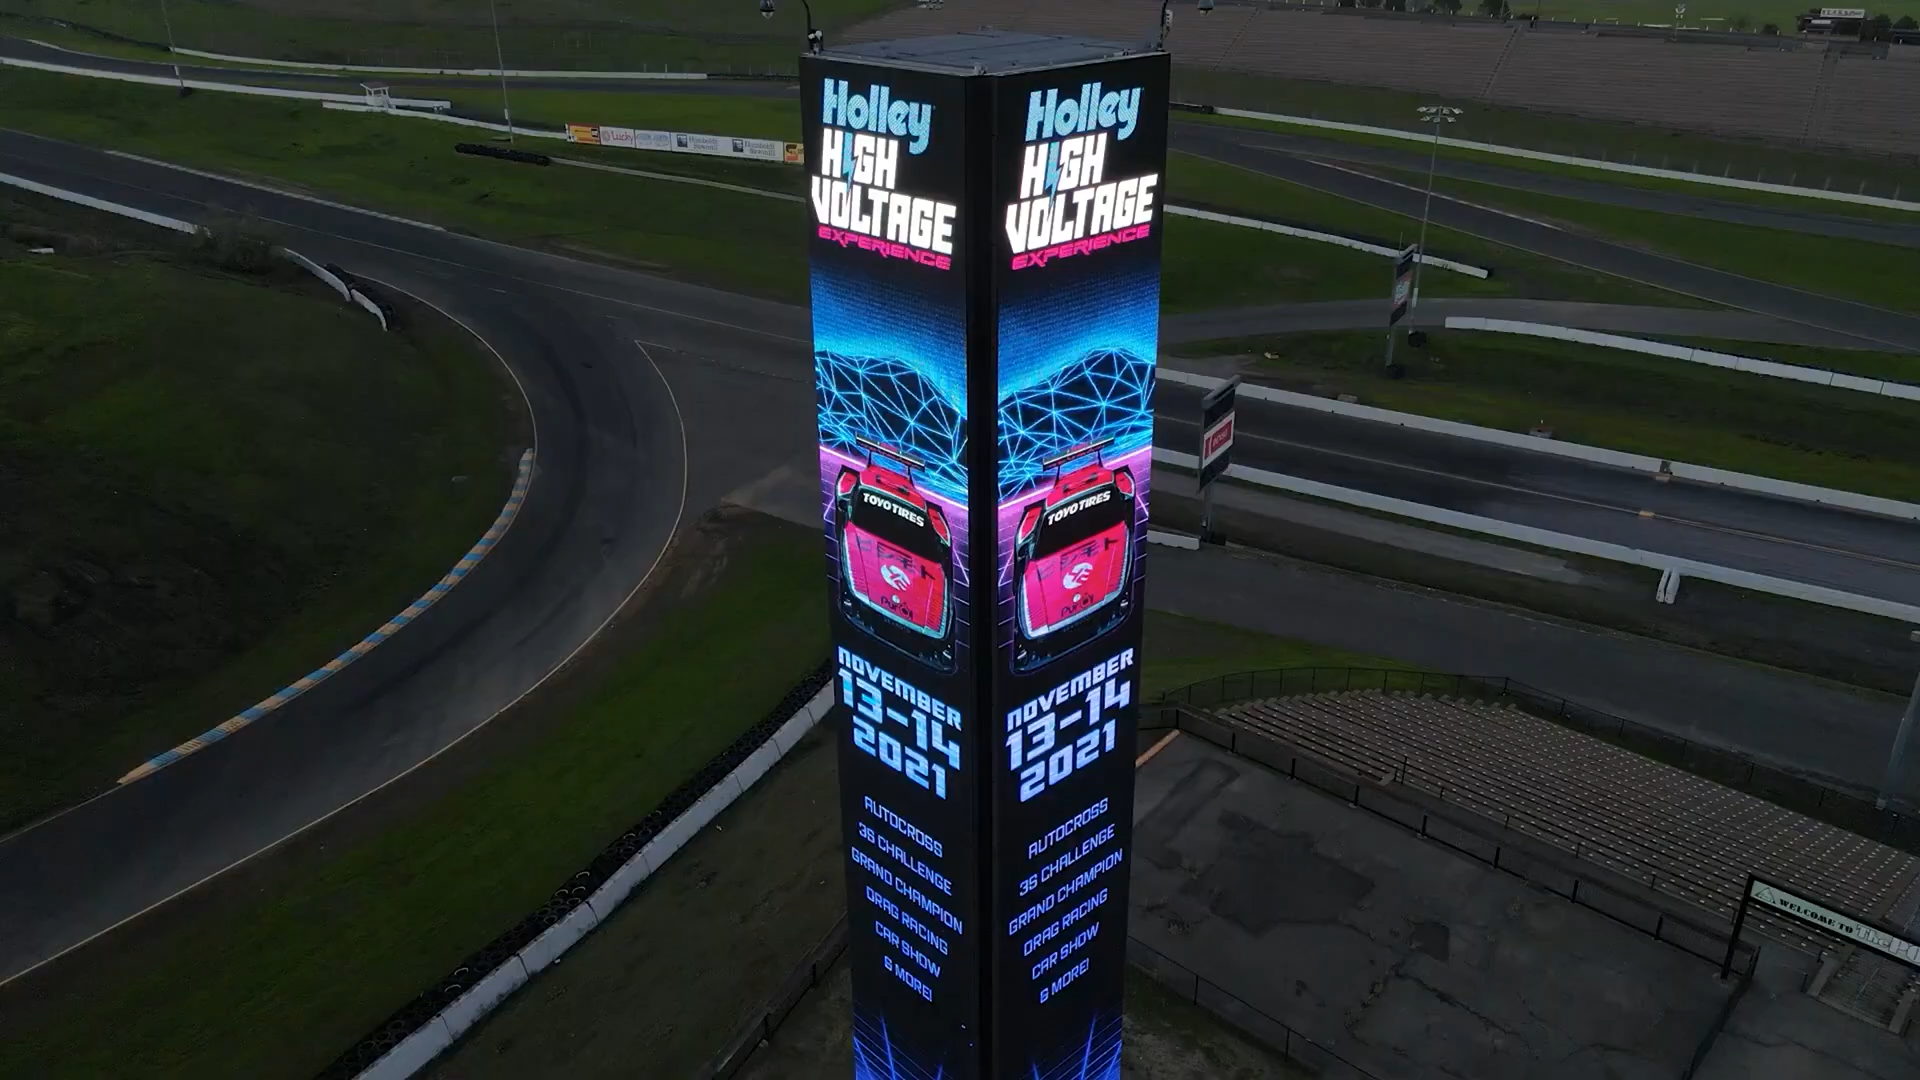 Holley
HIGH
VOLTAGE
EXPERIENCE
TOYO TIRES
NOVEMBER
13-14
2021
AUTOCROSS
3S CHALLENGE
GRAND CHAMPION
DRAG RACING
CAR SHOW
& MORE!
Holley
HIGH
VOLTAGE
EXPERIENCE
TOYO TIRES
NOVEMBER
13-14
2021
AUTOCROSS
3S CHALLENGE
GRAND CHAMPION
DRAG RACING
CAR SHOW
& MORE!
Lucky
WELCOME TO The